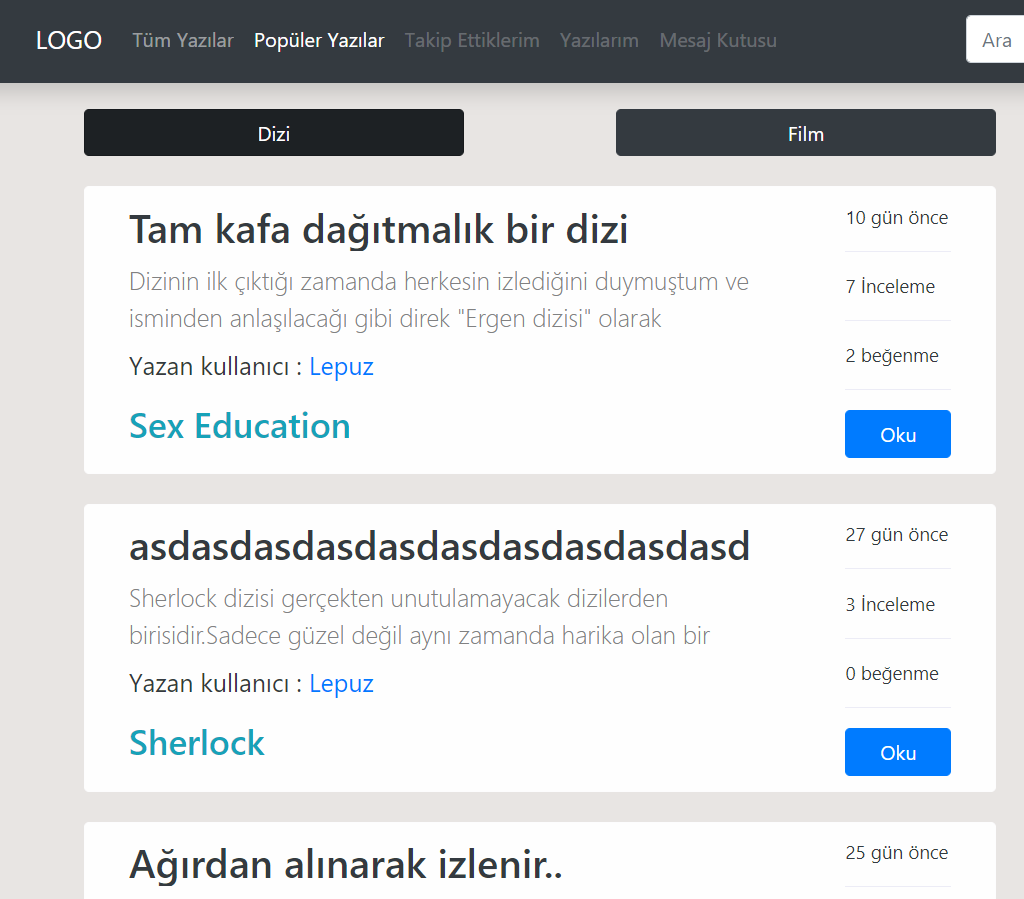 LOGO Tüm Yazılar Popüler Yazılar Takip Ettiklerim Yazılarım Mesaj Kutusu Ara
Dizi Film
Tam kafa dağıtmalık bir dizi
Dizinin ilk çıktığı zamanda herkesin izlediğini duymuştum ve
isminden anlaşılacağı gibi direk "Ergen dizisi" olarak
Yazan kullanıcı : Lepuz
Sex Education
10 gün önce
7 İnceleme
2 beğenme
Oku
asdasdasdasdasdasdasdasdasdasd
Sherlock dizisi gerçekten unutulamayacak dizilerden
birisidir.Sadece güzel değil aynı zamanda harika olan bir
Yazan kullanıcı : Lepuz
Sherlock
27 gün önce
3 İnceleme
0 beğenme
Oku
Ağırdan alınarak izlenir..
25 gün önce